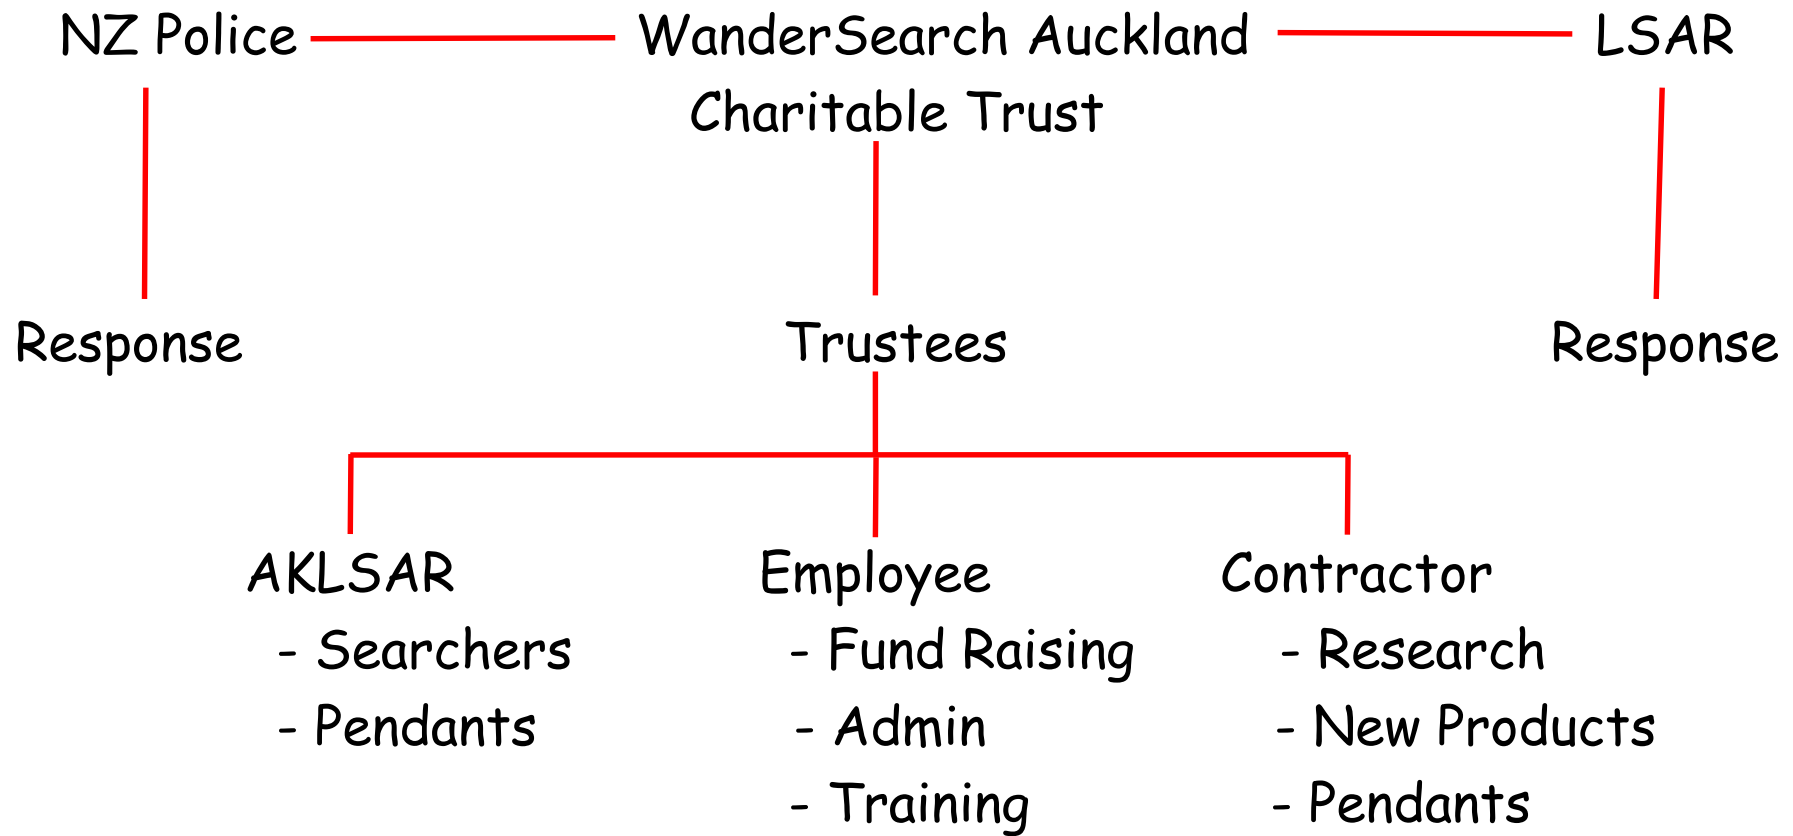 NZ Police
WanderSearch Auckland
Charitable Trust
LSAR
Response
Trustees
Response
AKLSAR
- Searchers
- Pendants
Employee
- Fund Raising
- Admin
- Training
Contractor
- Research
- New Products
- Pendants